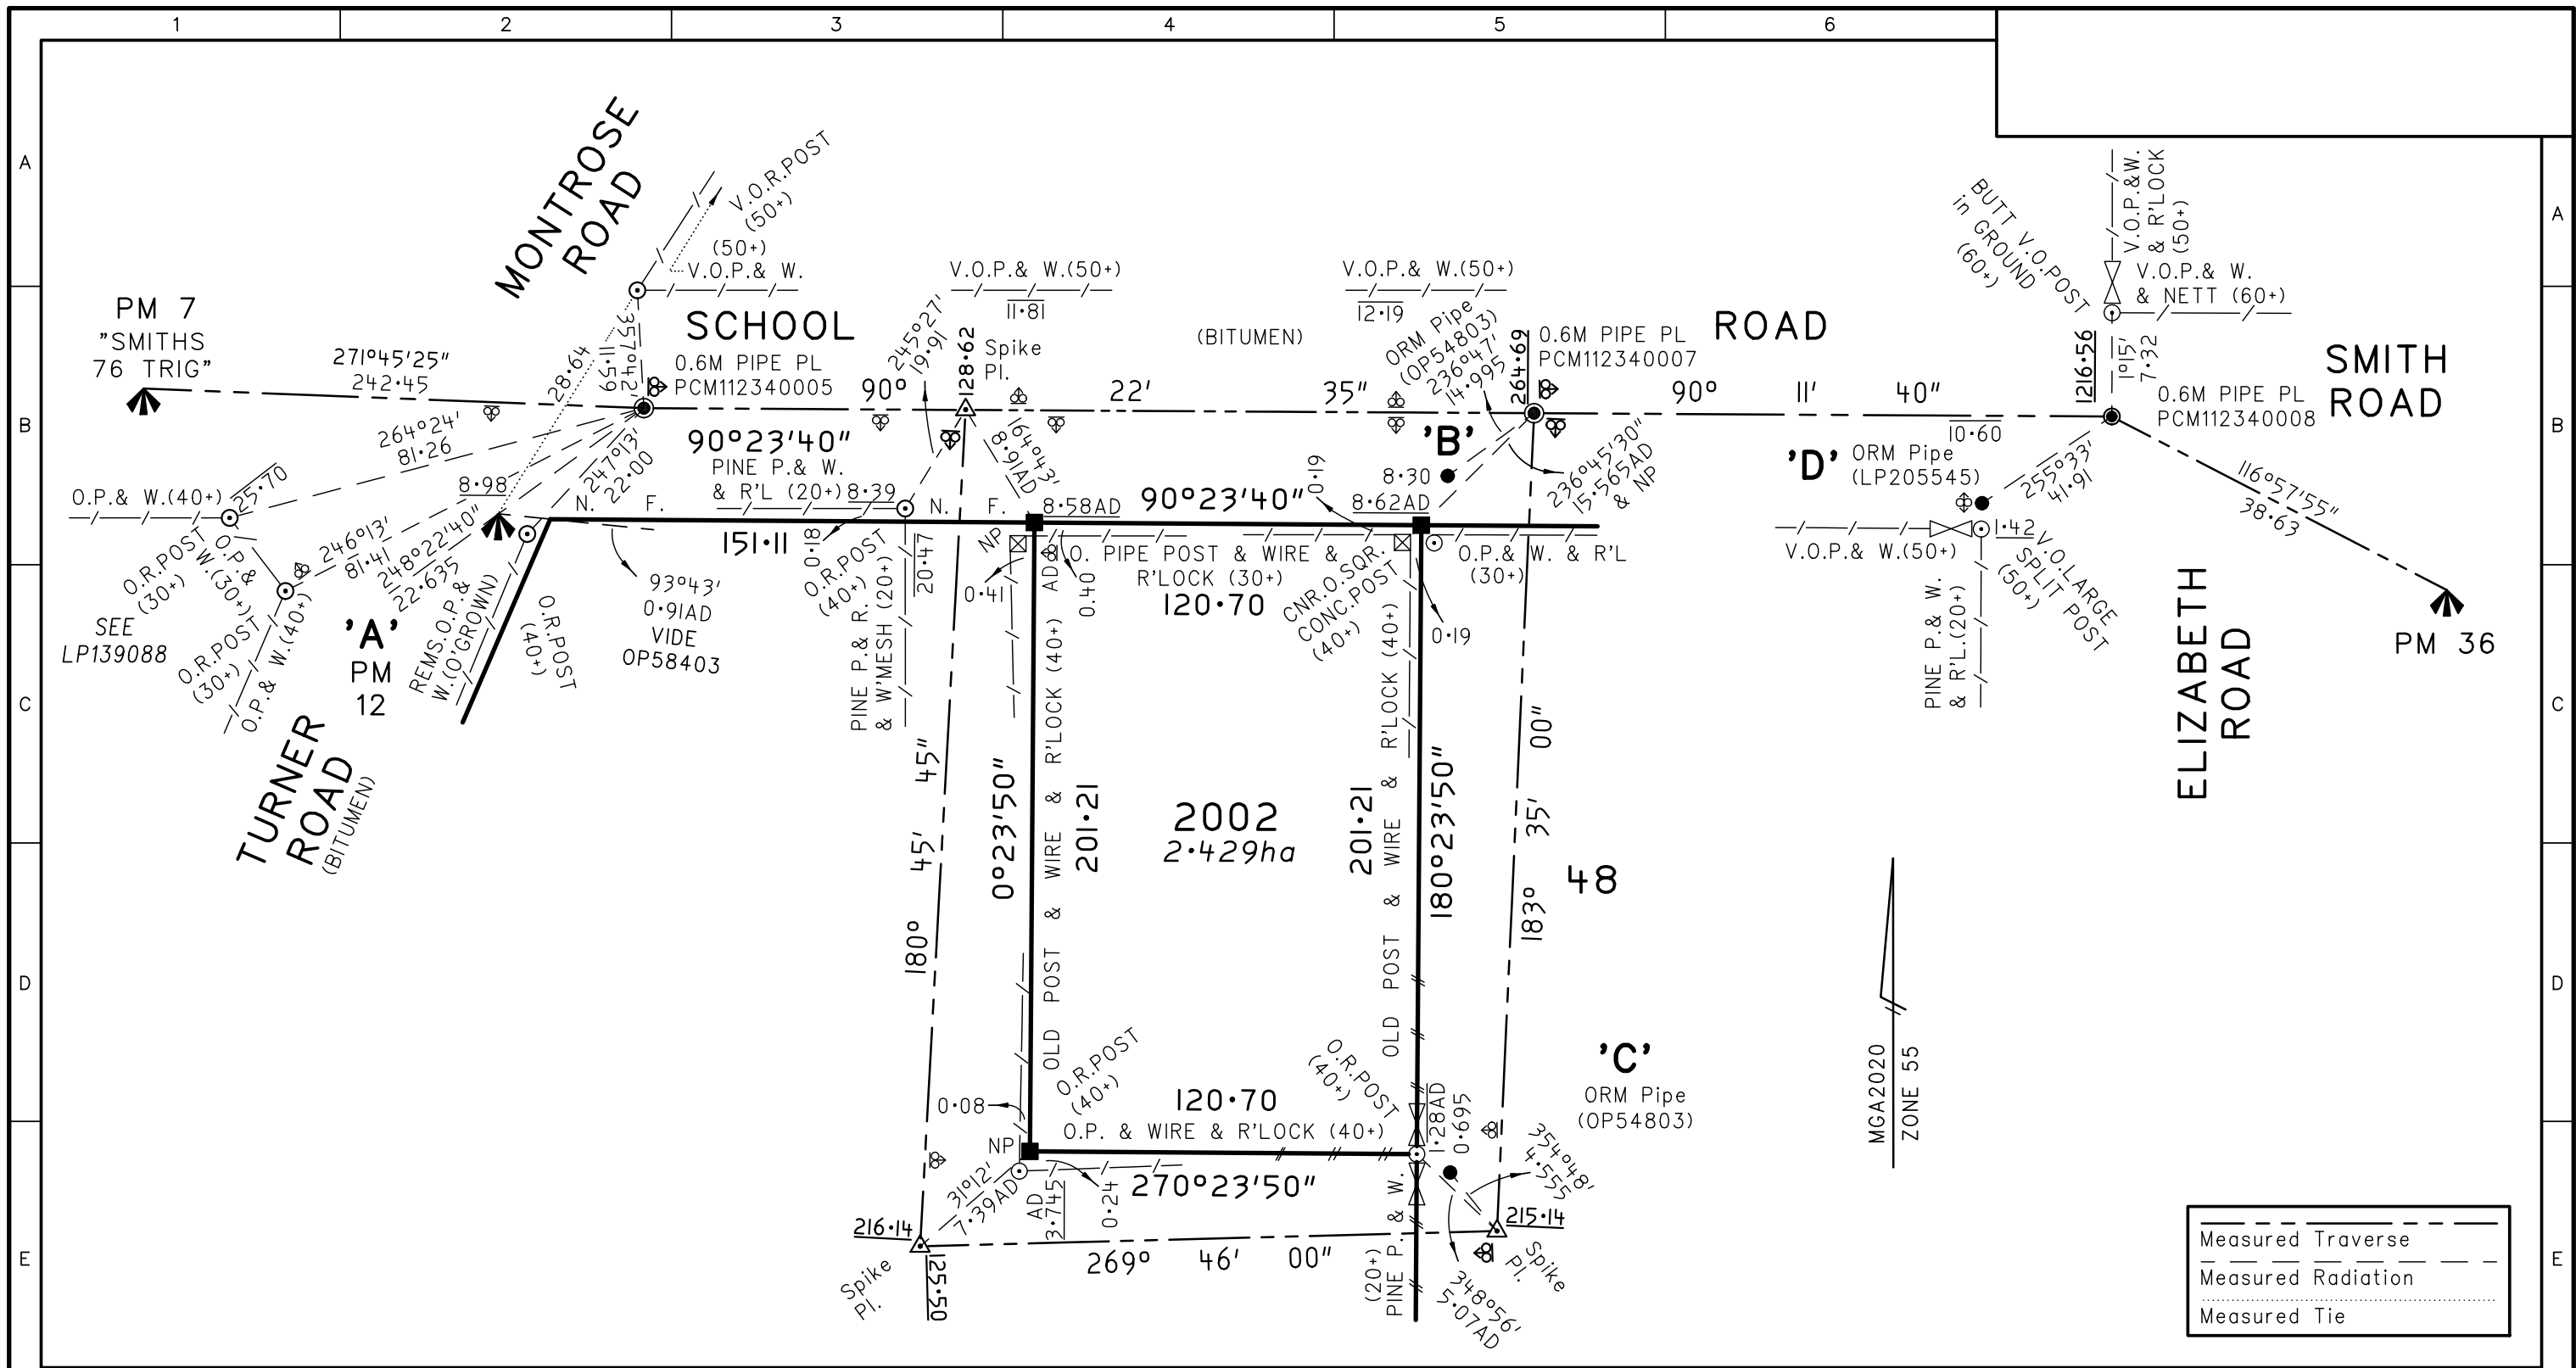 1 2 3 4 5 6
A
A
B
B
C
C
D
D
E
E
MONTROSE
ROAD
V.O.R.POST
(50+)
(50+)
V.O.P.& W.
PM 7
"SMITHS
76 TRIG"
271°45'25"
242·45
357°42'
11·59
28·64
SCHOOL
0.6M PIPE PL
PCM112340005
245°27'
19·91
V.O.P.& W.(50+)
11·81
128·62
Spike
Pl.
(BITUMEN)
V.O.P.& W.(50+)
12·19
ORM Pipe
(OP54803)
236°47'
14·995
264·69
0.6M PIPE PL
PCM112340007
ROAD
BUTT V.O.POST
in GROUND
(60+)
V.O.P.&W.
& R'LOCK
(50+)
V.O.P.& W.
& NETT (60+)
1°15'
7·32
216·56
SMITH
ROAD
0.6M PIPE PL
PCM112340008
90° 22' 35"
90° 11' 40"
264°24'
81·26
247°13'
22·00
90°23'40"
PINE P.& W.
& R'L (20+)
8·39
164°43'
8·91AD
'B'
8·30
236°45'30"
15·565AD
& NP
'D'
ORM Pipe
(LP205545)
10·60
255°33'
41·91
116°57'55"
38·63
PM 36
O.P.& W.(40+)
25·70
8·98
N. F.
N. F.
8·58AD
90°23'40"
0·19
8·62AD
O.R.POST
(30+)
O.P.&
W.(30+)
246°13'
81·41
248°22'40"
22·635
SEE
LP139088
O.R.POST
(30+)
O.P.& W.(40+)
'A'
PM
12
REMS.O.P.&
W.(O'GROWN)
O.R.POST
(40+)
93°43'
0·91AD
VIDE
OP58403
151·11
0·18
O.R.POST
(40+)
20·47
PINE P.& R.
& W'MESH (20+)
NP
0·41
AD
0·40
V.O. PIPE POST & WIRE &
R'LOCK (30+)
120·70
CNR.O.SQR.
CONC.POST
(40+)
O.P.& W. & R'L
(30+)
0·19
V.O.P.& W.(50+)
1·42
V.O.LARGE
SPLIT POST
(50+)
PINE P.& W.
& R'L.(20+)
ELIZABETH
ROAD
TURNER
ROAD
(BITUMEN)
180° 45' 45"
0°23'50"
201·21
OLD POST & WIRE & R'LOCK (40+)
2002
2·429ha
201·21
OLD POST & WIRE & R'LOCK (40+)
180°23'50"
183° 35' 00"
48
MGA2020
ZONE 55
'C'
ORM Pipe
(OP54803)
0·08
O.R.POST
(40+)
120·70
O.P. & WIRE & R'LOCK (40+)
O.R.POST
(40+)
1·28AD
0·695
354°48'
4·555
NP
31°12'
7·39AD
AD
3·745
0·24
270°23'50"
216·14
125·50
Spike
Pl.
269° 46' 00"
(20+)
PINE P. & W.
215·14
Spike
Pl.
348°56'
5·07AD
Measured Traverse
Measured Radiation
Measured Tie